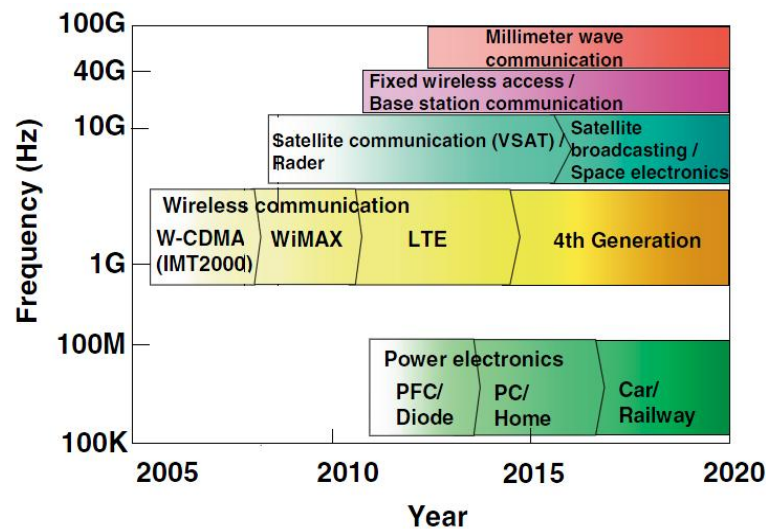 100G
40G
10G
1G
100M
100K
Frequency (Hz)
Millimeter wave
communication
Fixed wireless access /
Base station communication
Satellite communication (VSAT) /
Rader
Satellite
broadcasting /
Space electronics
Wireless communication
W-CDMA
(IMT2000)
WiMAX
LTE
4th Generation
Power electronics
PFC/
Diode
PC/
Home
Car/
Railway
2005
2010
2015
2020
Year